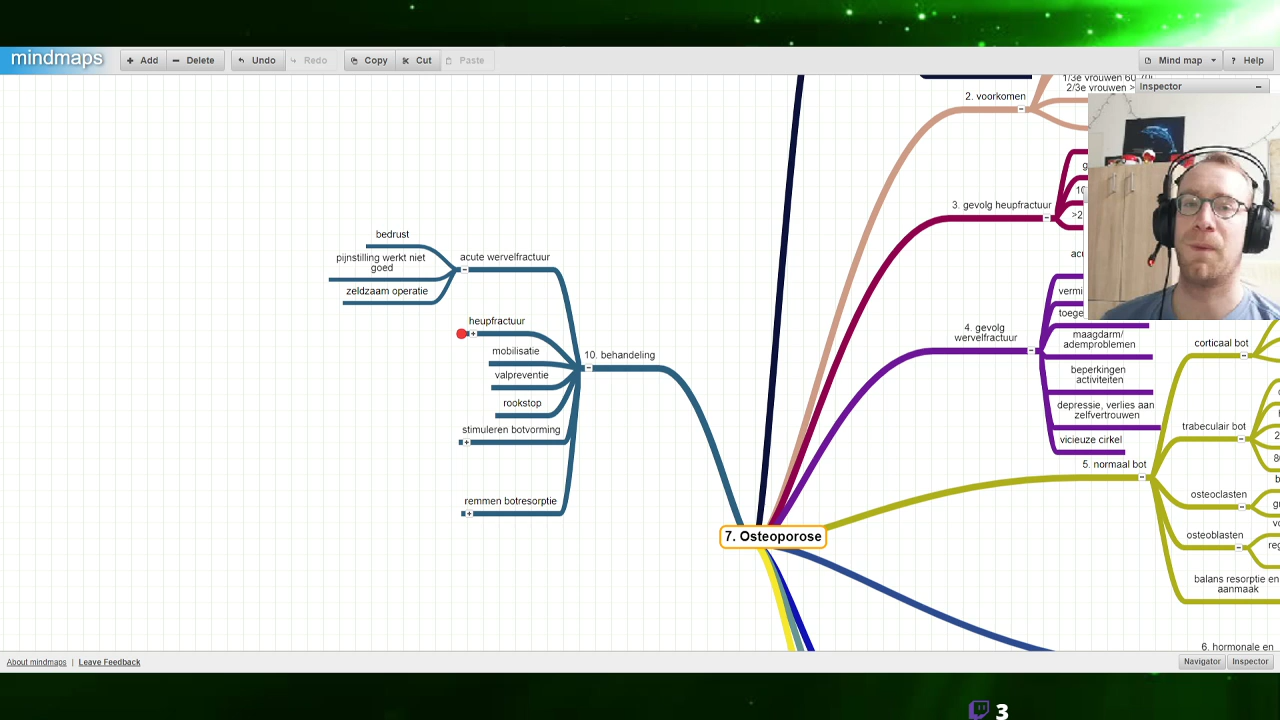 mindmaps
Add
Delete
Undo
Redo
Copy
Cut
Paste
Mind map
Help
Inspector
1/3e vrouwen 60
2/3e vrouwen >
2. voorkomen
3. gevolg heupfractuur
>2
4. gevolg
wervelfractuur
maagdarm/
ademproblemen
beperkingen
activiteiten
depressie, verlies aan
zelfvertrouwen
vicieuze cirkel
5. normaal bot
corticaal bot
trabeculair bot
osteoclasten
osteoblasten
balans resorptie en
aanmaak
6. hormonale en
bedrust
pijnstilling werkt niet
goed
zeldzaam operatie
acute wervelfractuur
heupfractuur
mobilisatie
valpreventie
rookstop
stimuleren botvorming
remmen botresorptie
10. behandeling
7. Osteoporose
About mindmaps | Leave Feedback
Navigator
Inspector
3